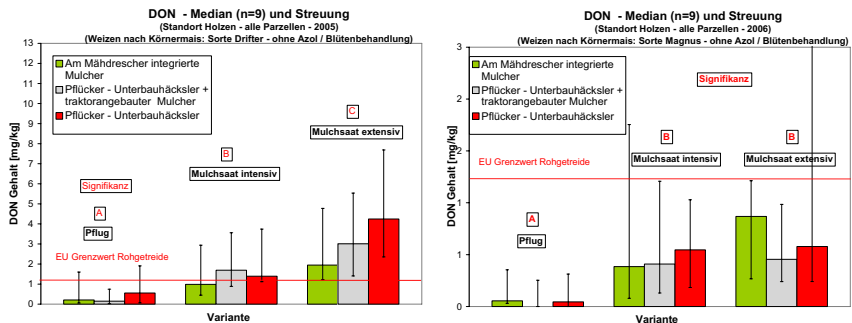 DON - Median (n=9) und Streuung
(Standort Holzen - alle Parzellen - 2005)
(Weizen nach Körnermais: Sorte Drifter - ohne Azol / Blütenbehandlung)
DON Gehalt [mg/kg]
13
12
11
10
9
8
7
6
5
4
3
2
1
0
Am Mähdrescher integrierte
Mulcher
Pflücker - Unterbauhäcksler +
traktorangebauter Mulcher
Pflücker - Unterbauhäcksler
Signifikanz
A
Pflug
B
Mulchsaat intensiv
C
Mulchsaat extensiv
EU Grenzwert Rohgetreide
Variante
DON - Median (n=9) und Streuung
(Standort Holzen - alle Parzellen - 2006)
(Weizen nach Körnermais: Sorte Magnus - ohne Azol / Blütenbehandlung)
DON Gehalt [mg/kg]
3
2
2
1
1
0
Am Mähdrescher integrierte
Mulcher
Pflücker - Unterbauhäcksler +
traktorangebauter Mulcher
Pflücker - Unterbauhäcksler
Signifikanz
B
Mulchsaat intensiv
B
Mulchsaat extensiv
EU Grenzwert Rohgetreide
A
Pflug
Variante